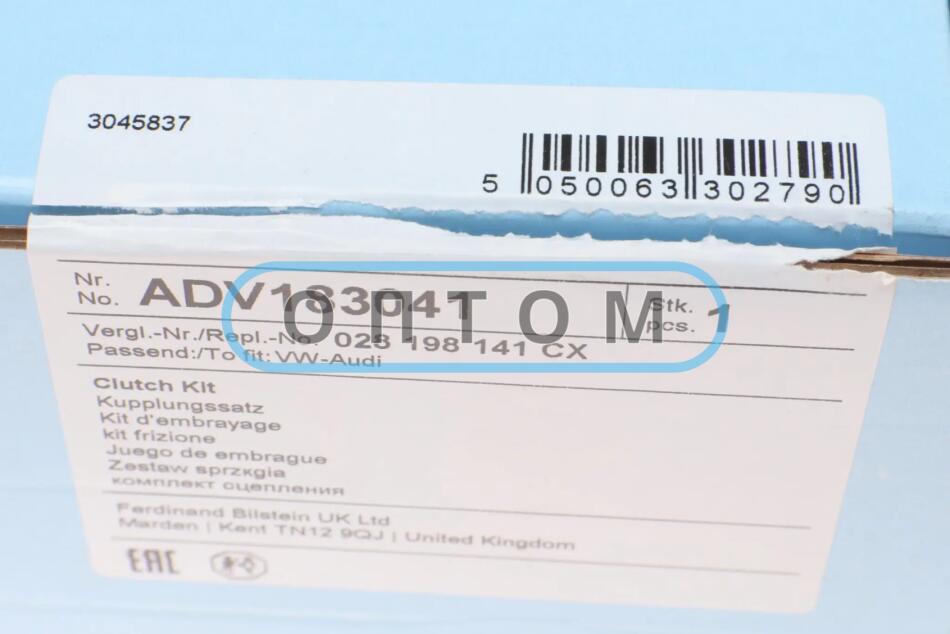 3045837
5 050063 302790
Nr.
No. ADV183041
Stk.
pcs. 1
Vergl.-Nr./Repl.-No. 028 198 141 CX
Passend:/To fit: VW-Audi
ОПТОМ
Clutch Kit
Kupplungssatz
Kit d'embrayage
kit frizione
Juego de embrague
Zestaw sprzęgła
комплект сцепления
Ferdinand Bilstein UK Ltd
Marden | Kent TN12 9QJ | United Kingdom
EAC